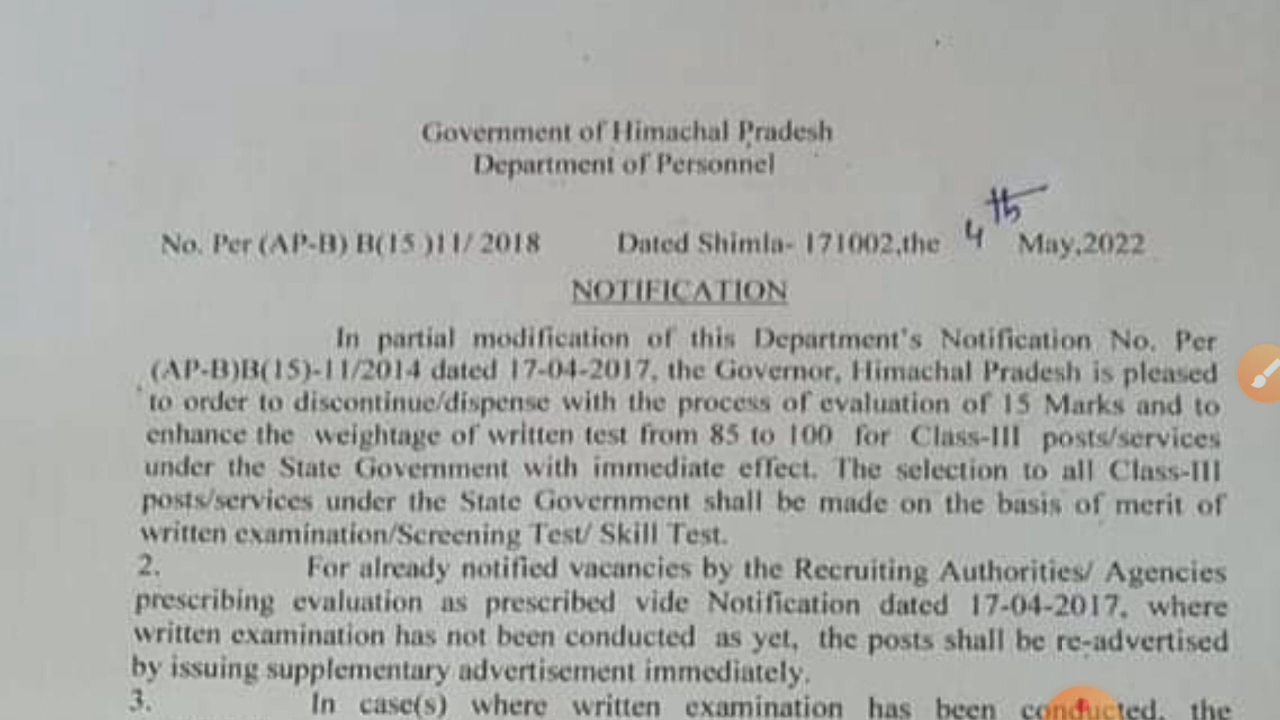 Government of Himachal Pradesh
Department of Personnel
No. Per (AP-B) B(15 )11/ 2018 Dated Shimla- 171002,the 4th May,2022
NOTIFICATION
In partial modification of this Department's Notification No. Per
(AP-B)B(15)-11/2014 dated 17-04-2017, the Governor, Himachal Pradesh is pleased
to order to discontinue/dispense with the process of evaluation of 15 Marks and to
enhance the weightage of written test from 85 to 100 for Class-III posts/services
under the State Government with immediate effect. The selection to all Class-III
posts/services under the State Government shall be made on the basis of merit of
written examination/Screening Test/ Skill Test.
2. For already notified vacancies by the Recruiting Authorities/ Agencies
prescribing evaluation as prescribed vide Notification dated 17-04-2017, where
written examination has not been conducted as yet, the posts shall be re-advertised
by issuing supplementary advertisement immediately.
3. In case(s) where written examination has been conducted, the